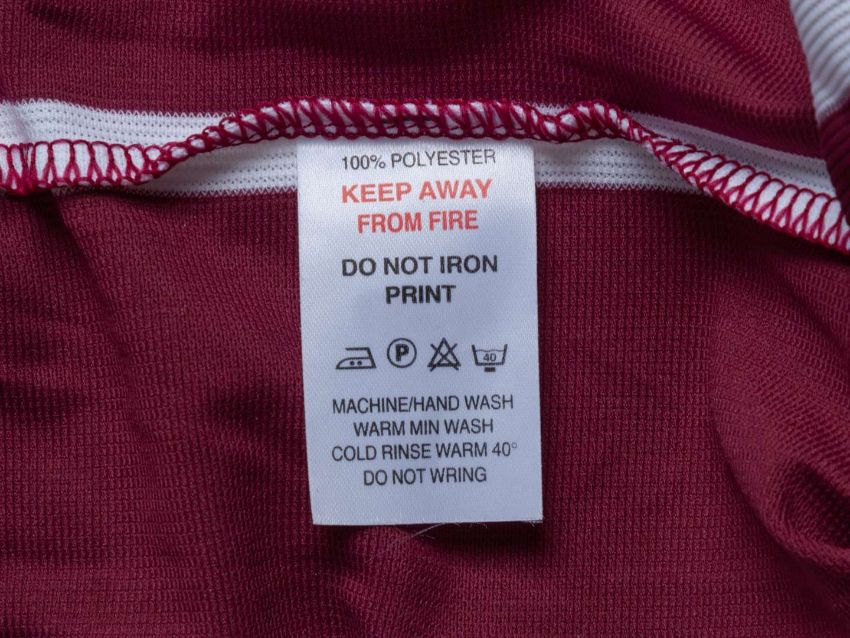 100% POLYESTER
KEEP AWAY
FROM FIRE
DO NOT IRON
PRINT
P 40
MACHINE/HAND WASH
WARM MIN WASH
COLD RINSE WARM 40°
DO NOT WRING